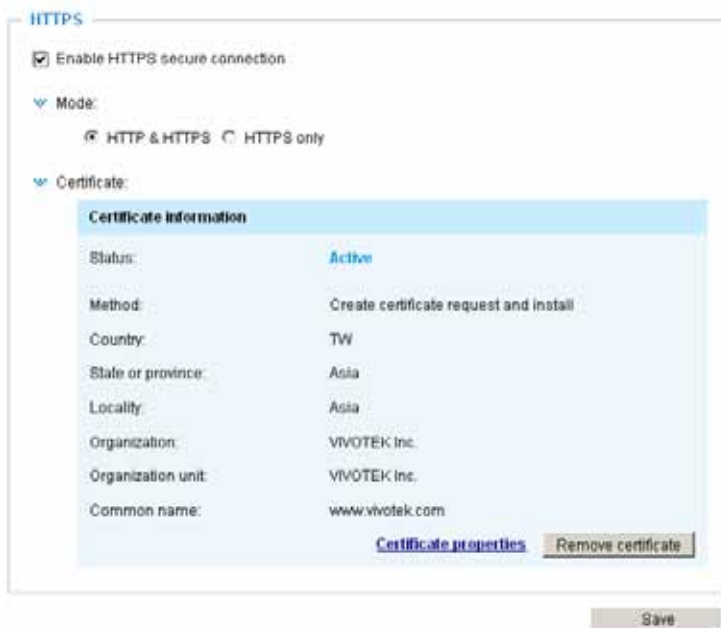 HTTPS
Enable HTTPS secure connection
Mode:
HTTP & HTTPS HTTPS only
Certificate:
Certificate information
Status: Active
Method: Create certificate request and install
Country: TW
State or province: Asia
Locality: Asia
Organization: VIVOTEK Inc.
Organization unit: VIVOTEK Inc.
Common name: www.vivotek.com
Certificate properties Remove certificate
Save